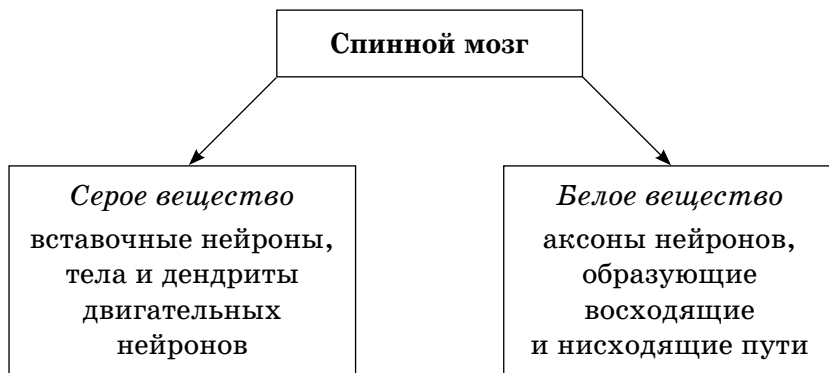 Спинной мозг
Серое вещество
вставочные нейроны,
тела и дендриты
двигательных
нейронов
Белое вещество
аксоны нейронов,
образующие
восходящие
и нисходящие пути